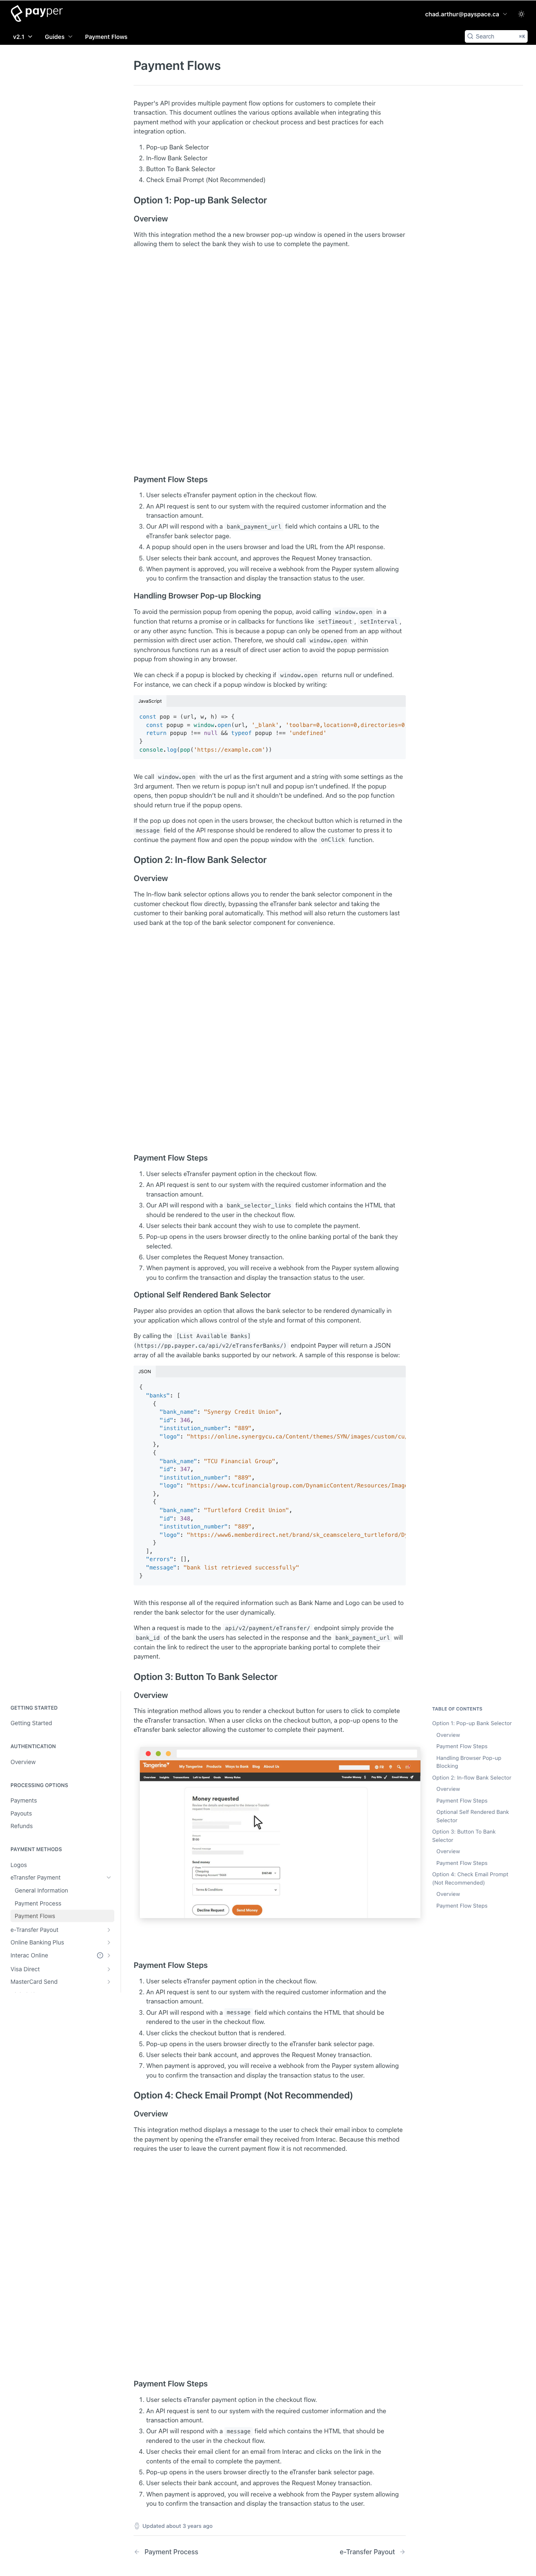 payper
chad.arthur@payspace.ca
v2.1
Guides
Payment Flows
Search
⌘K
Payment Flows
Payper's API provides multiple payment flow options for customers to complete their
transaction. This document outlines the various options available when integrating this
payment method with your application or checkout process and best practices for each
integration option.
1. Pop-up Bank Selector
2. In-flow Bank Selector
3. Button To Bank Selector
4. Check Email Prompt (Not Recommended)
Option 1: Pop-up Bank Selector
Overview
With this integration method the a new browser pop-up window is opened in the users browser
allowing them to select the bank they wish to use to complete the payment.
Payment Flow Steps
1. User selects eTransfer payment option in the checkout flow.
2. An API request is sent to our system with the required customer information and the
transaction amount.
3. Our API will respond with a bank_payment_url field which contains a URL to the
eTransfer bank selector page.
4. A popup should open in the users browser and load the URL from the API response.
5. User selects their bank account, and approves the Request Money transaction.
6. When payment is approved, you will receive a webhook from the Payper system allowing
you to confirm the transaction and display the transaction status to the user.
Handling Browser Pop-up Blocking
To avoid the permission popup from opening the popup, avoid calling window.open in a
function that returns a promise or in callbacks for functions like setTimeout, setInterval,
or any other async function. This is because a popup can only be opened from an app without
permission with direct user action. Therefore, we should call window.open within
synchronous functions run as a result of direct user action to avoid the popup permission
popup from showing in any browser.
We can check if a popup is blocked by checking if window.open returns null or undefined.
For instance, we can check if a popup window is blocked by writing:
JavaScript
const pop = (url, w, h) => {
const popup = window.open(url, '_blank', 'toolbar=0,location=0,directories=0
return popup !== null && typeof popup !== 'undefined'
}
console.log(pop('https://example.com'))
We call window.open with the url as the first argument and a string with some settings as the
3rd argument. Then we return is popup isn't null and popup isn't undefined. If the popup
opens, then popup shouldn't be null and it shouldn't be undefined. And so the pop function
should return true if the popup opens.
If the pop up does not open in the users browser, the checkout button which is returned in the
message field of the API response should be rendered to allow the customer to press it to
continue the payment flow and open the popup window with the onClick function.
Option 2: In-flow Bank Selector
Overview
The In-flow bank selector options allows you to render the bank selector component in the
customer checkout flow directly, bypassing the eTransfer bank selector and taking the
customer to their banking portal automatically. This method will also return the customers last
used bank at the top of the bank selector component for convenience.
Payment Flow Steps
1. User selects eTransfer payment option in the checkout flow.
2. An API request is sent to our system with the required customer information and the
transaction amount.
3. Our API will respond with a bank_selector_links field which contains the HTML that
should be rendered to the user in the checkout flow.
4. User selects their bank account they wish to use to complete the payment.
5. Pop-up opens in the users browser directly to the online banking portal of the bank they
selected.
6. User completes the Request Money transaction.
7. When payment is approved, you will receive a webhook from the Payper system allowing
you to confirm the transaction and display the transaction status to the user.
Optional Self Rendered Bank Selector
Payper also provides an option that allows the bank selector to be rendered dynamically in
your application which allows control of the style and format of this component.
By calling the [List Available Banks]
(https://pp.payper.ca/api/v2/eTransferBanks/) endpoint Payper will return a JSON
array of all the available banks supported by our network. A sample of this response is below:
JSON
{
"banks": [
{
"bank_name": "Synergy Credit Union",
"id": 346,
"institution_number": "889",
"logo": "https://online.synergycu.ca/Content/themes/SYN/images/custom/cu
},
{
"bank_name": "TCU Financial Group",
"id": 347,
"institution_number": "889",
"logo": "https://www.tcufinancialgroup.com/DynamicContent/Resources/Imag
},
{
"bank_name": "Turtleford Credit Union",
"id": 348,
"institution_number": "889",
"logo": "https://www6.memberdirect.net/brand/sk_ceamscelero_turtleford/D
}
],
"errors": [],
"message": "bank list retrieved successfully"
}
With this response all of the required information such as Bank Name and Logo can be used to
render the bank selector for the user dynamically.
When a request is made to the api/v2/payment/eTransfer/ endpoint simply provide the
bank_id of the bank the users has selected in the response and the bank_payment_url will
contain the link to redirect the user to the appropriate banking portal to complete their
payment.
Option 3: Button To Bank Selector
Overview
This integration method allows you to render a checkout button for users to click to complete
the eTransfer transaction. When a user clicks on the checkout button, a pop-up opens to the
eTransfer bank selector allowing the customer to complete their payment.
Tangerine
My Tangerine Products Ways to Bank Blog About Us
FR
Overview Insights Transactions Left to Spend Goals Money Rules
Transfer Money Pay Bills Send Money
Money requested
Send money
Terms & Conditions
Decline Request
Send Money
Payment Flow Steps
1. User selects eTransfer payment option in the checkout flow.
2. An API request is sent to our system with the required customer information and the
transaction amount.
3. Our API will respond with a message field which contains the HTML that should be
rendered to the user in the checkout flow.
4. User clicks the checkout button that is rendered.
5. Pop-up opens in the users browser directly to the eTransfer bank selector page.
6. User selects their bank account, and approves the Request Money transaction.
7. When payment is approved, you will receive a webhook from the Payper system allowing
you to confirm the transaction and display the transaction status to the user.
Option 4: Check Email Prompt (Not Recommended)
Overview
This integration method displays a message to the user to check their email inbox to complete
the payment by opening the eTransfer email they received from Interac. Because this method
requires the user to leave the current payment flow it is not recommended.
Payment Flow Steps
1. User selects eTransfer payment option in the checkout flow.
2. An API request is sent to our system with the required customer information and the
transaction amount.
3. Our API will respond with a message field which contains the HTML that should be
rendered to the user in the checkout flow.
4. User checks their email client for an email from Interac and clicks on the link in the
contents of the email to complete the payment.
5. Pop-up opens in the users browser directly to the eTransfer bank selector page.
6. User selects their bank account, and approves the Request Money transaction.
7. When payment is approved, you will receive a webhook from the Payper system allowing
you to confirm the transaction and display the transaction status to the user.
Updated about 3 years ago
Payment Process
e-Transfer Payout
GETTING STARTED
Getting Started
AUTHENTICATION
Overview
PROCESSING OPTIONS
Payments
Payouts
Refunds
PAYMENT METHODS
Logos
eTransfer Payment
General Information
Payment Process
Payment Flows
e-Transfer Payout
Online Banking Plus
Interac Online
Visa Direct
MasterCard Send
TABLE OF CONTENTS
Option 1: Pop-up Bank Selector
Overview
Payment Flow Steps
Handling Browser Pop-up
Blocking
Option 2: In-flow Bank Selector
Overview
Payment Flow Steps
Optional Self Rendered Bank
Selector
Option 3: Button To Bank
Selector
Overview
Payment Flow Steps
Option 4: Check Email Prompt
(Not Recommended)
Overview
Payment Flow Steps